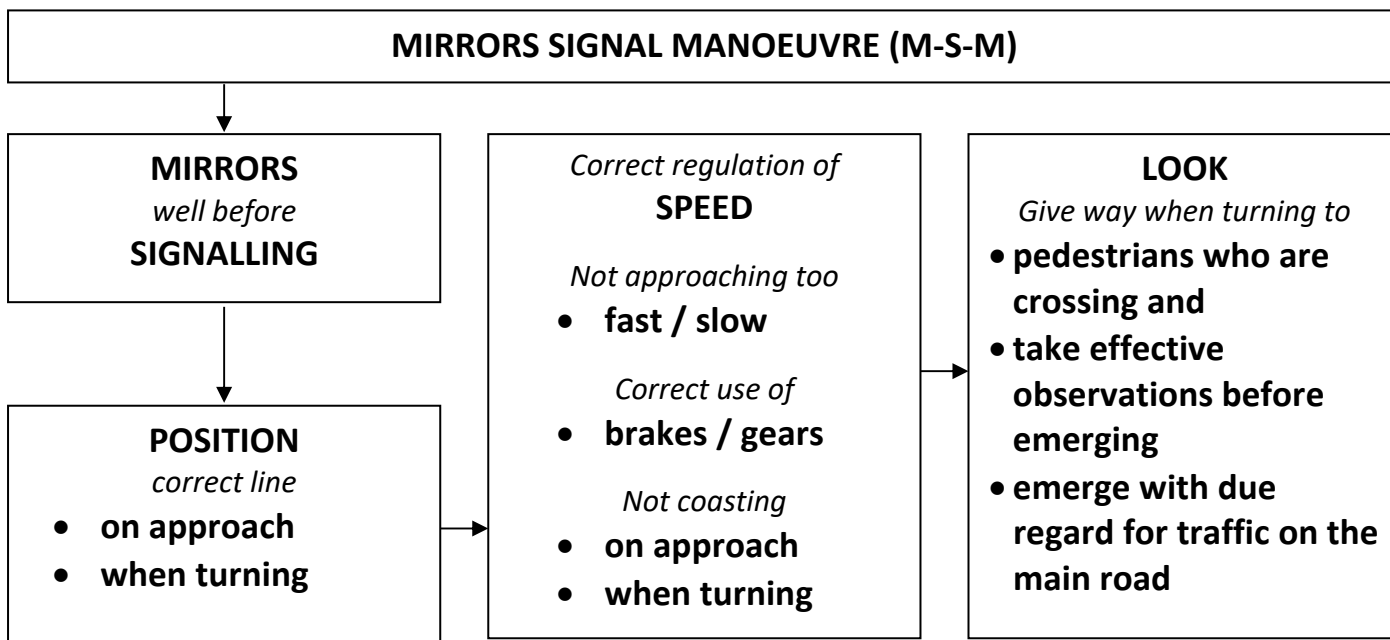 MIRRORS SIGNAL MANOEUVRE (M-S-M)
MIRRORS
well before
SIGNALLING
POSITION
correct line
• on approach
• when turning
Correct regulation of
SPEED
Not approaching too
• fast / slow
Correct use of
• brakes / gears
Not coasting
• on approach
• when turning
LOOK
Give way when turning to
• pedestrians who are
crossing and
• take effective
observations before
emerging
• emerge with due
regard for traffic on the
main road